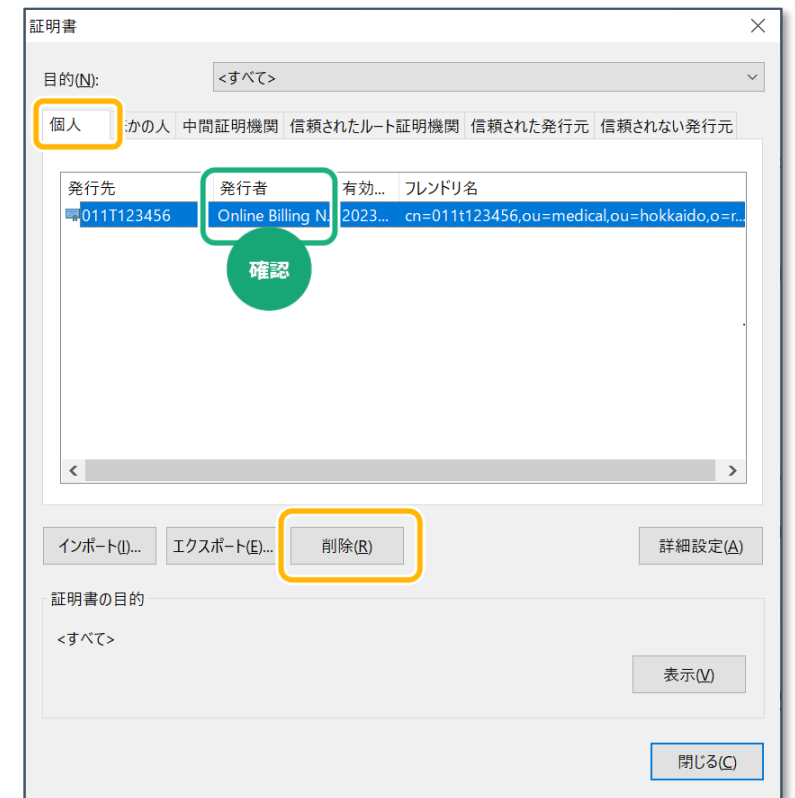 証明書
目的(N): <すべて>
個人 ほかの人 中間証明機関 信頼されたルート証明機関 信頼された発行元 信頼されない発行元
発行先 発行者 有効... フレンドリ名
011T123456 Online Billing N... 2023... cn=011t123456,ou=medical,ou=hokkaido,o=r...
確認
インポート(I)... エクスポート(E)... 削除(R) 詳細設定(A)
証明書の目的
<すべて>
表示(V)
閉じる(C)